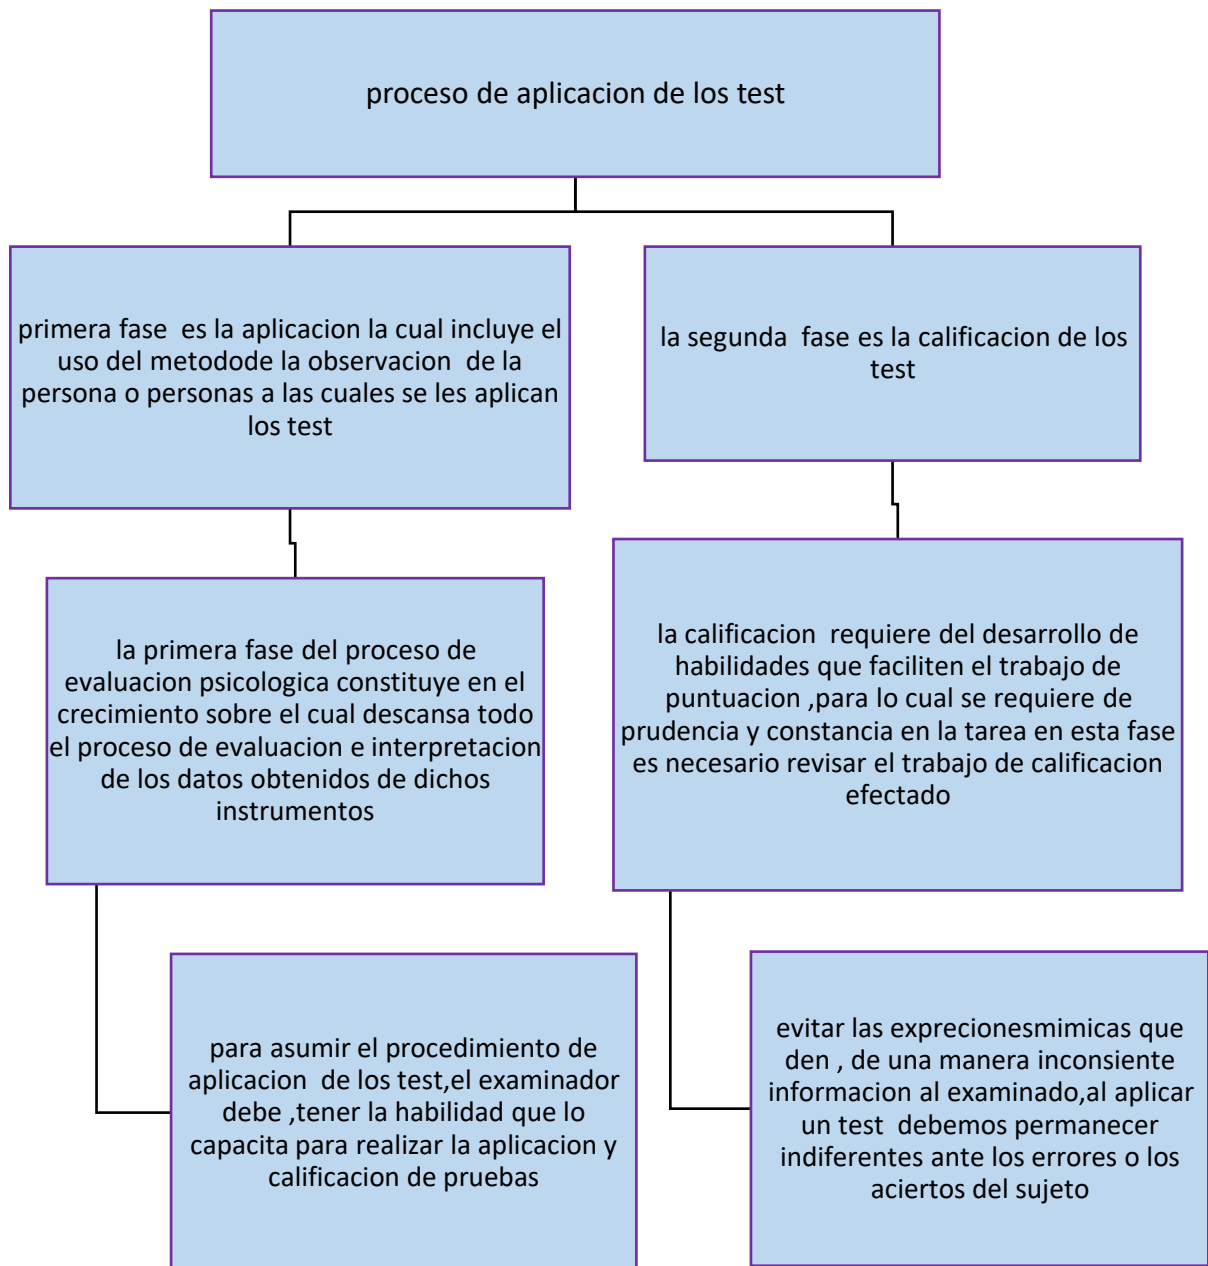 proceso de aplicacion de los test
primera fase es la aplicacion la cual incluye el
uso del metodode la observacion de la
persona o personas a las cuales se les aplican
los test
la primera fase del proceso de
evaluacion psicologica constituye en el
crecimiento sobre el cual descansa todo
el proceso de evaluacion e interpretacion
de los datos obtenidos de dichos
instrumentos
para asumir el procedimiento de
aplicacion de los test,el examinador
debe ,tener la habilidad que lo
capacita para realizar la aplicacion y
calificacion de pruebas
la segunda fase es la calificacion de los
test
la calificacion requiere del desarrollo de
habilidades que faciliten el trabajo de
puntuacion ,para lo cual se requiere de
prudencia y constancia en la tarea en esta fase
es necesario revisar el trabajo de calificacion
efectado
evitar las exprecionesmimicas que
den , de una manera inconsiente
informacion al examinado,al aplicar
un test debemos permanecer
indiferentes ante los errores o los
aciertos del sujeto